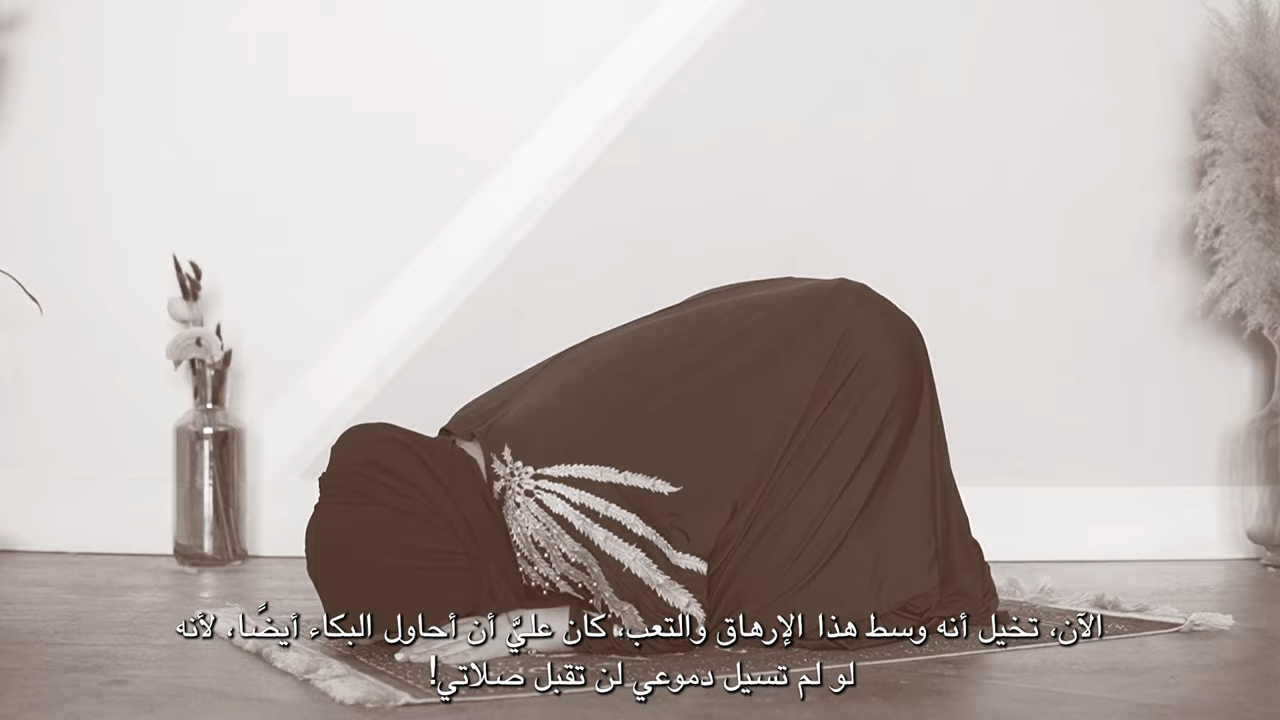 الآن، تخيل أنه وسط هذا الإرهاق والتعب، كان عليَّ أن أحاول البكاء أيضًا، لأنه
لو لم تسيل دموعي لن تقبل صلاتي!